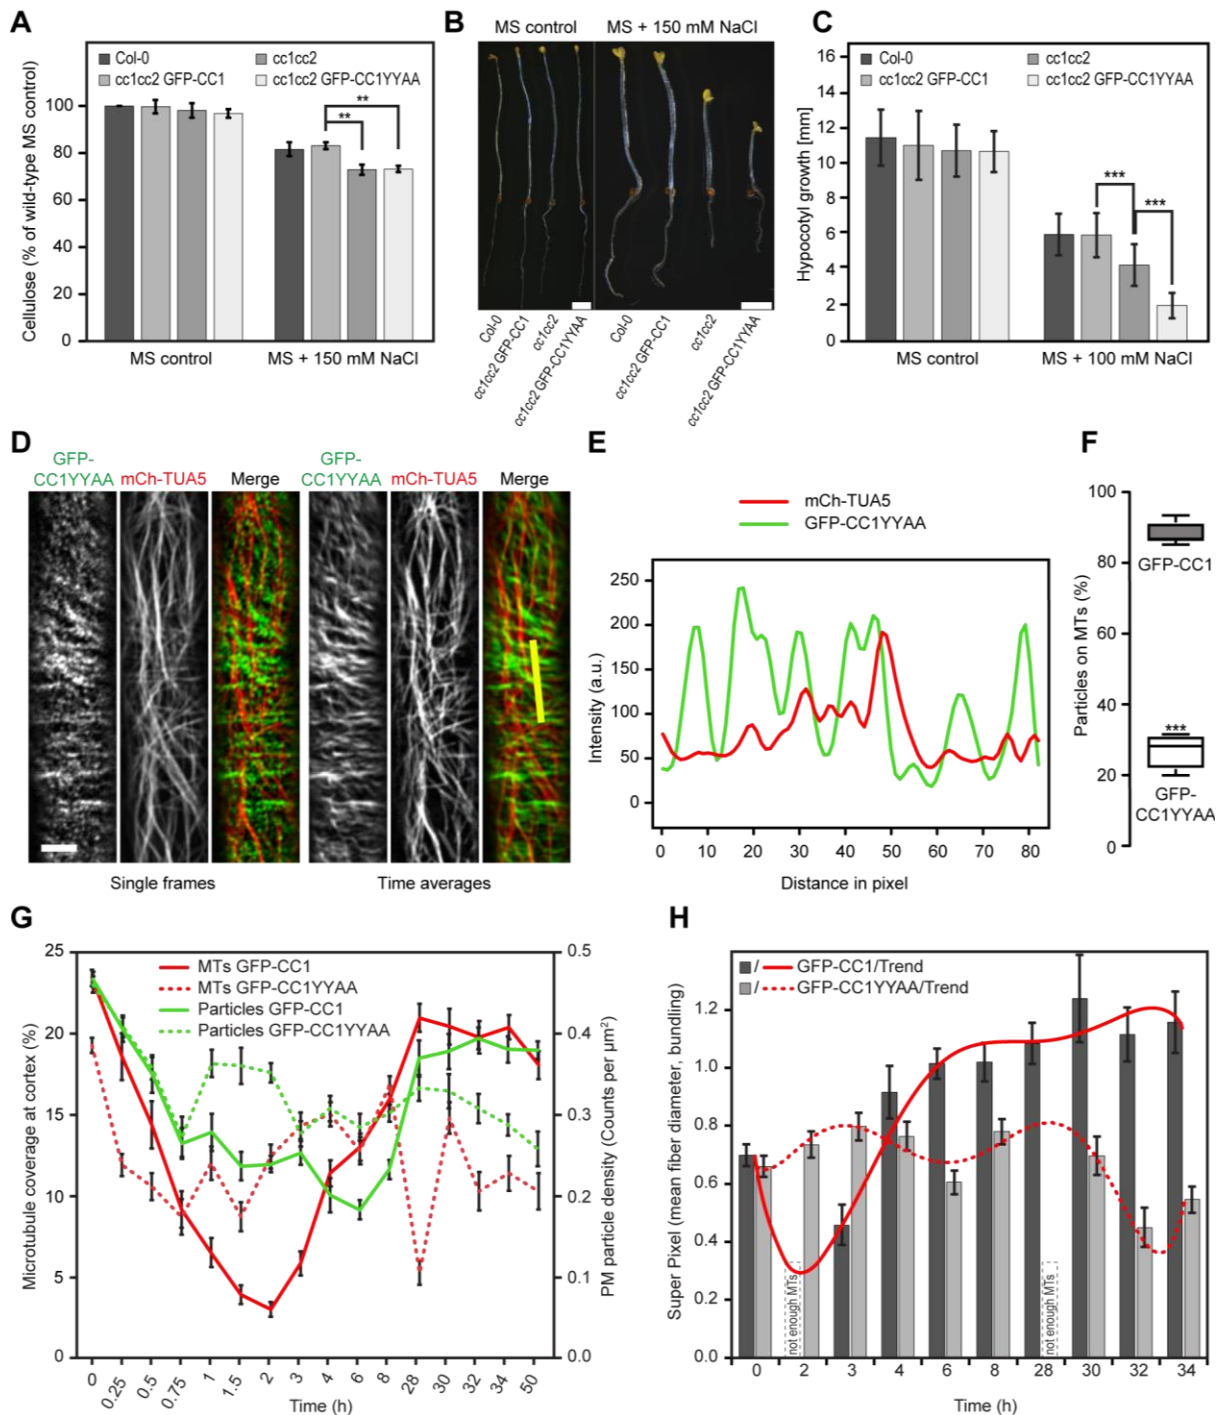 A
Col-0
cc1cc2
cc1cc2 GFP-CC1
cc1cc2 GFP-CC1YYAA
**
**
100
80
60
40
20
0
Cellulose (% of wild-type MS control)
MS control
MS + 150 mM NaCl
B
MS control
MS + 150 mM NaCl
Col-0
cc1cc2 GFP-CC1
cc1cc2
cc1cc2 GFP-CC1YYAA
Col-0
cc1cc2 GFP-CC1
cc1cc2
cc1cc2 GFP-CC1YYAA
C
Col-0
cc1cc2
cc1cc2 GFP-CC1
cc1cc2 GFP-CC1YYAA
***
***
16
14
12
10
8
6
4
2
0
Hypocotyl growth [mm]
MS control
MS + 100 mM NaCl
D
GFP-
CC1YYAA
mCh-TUA5
Merge
GFP-
CC1YYAA
mCh-TUA5
Merge
Single frames
Time averages
E
mCh-TUA5
GFP-CC1YYAA
250
200
150
100
50
0
Intensity (a.u.)
0 10 20 30 40 50 60 70 80
Distance in pixel
F
100
80
60
40
20
0
Particles on MTs (%)
GFP-CC1
***
GFP-
CC1YYAA
G
MTs GFP-CC1
MTs GFP-CC1YYAA
Particles GFP-CC1
Particles GFP-CC1YYAA
25
20
15
10
5
0
Microtubule coverage at cortex (%)
0.5
0.4
0.3
0.2
0.1
0.0
PM particle density (Counts per µm²)
0 0.25 0.5 0.75 1 1.5 2 3 4 6 8 28 30 32 34 50
Time (h)
H
/ GFP-CC1/Trend
/ GFP-CC1YYAA/Trend
1.2
1.0
0.8
0.6
0.4
0.2
0.0
Super Pixel (mean fiber diameter, bundling)
not enough MTs
not enough MTs
0 2 3 4 6 8 28 30 32 34
Time (h)